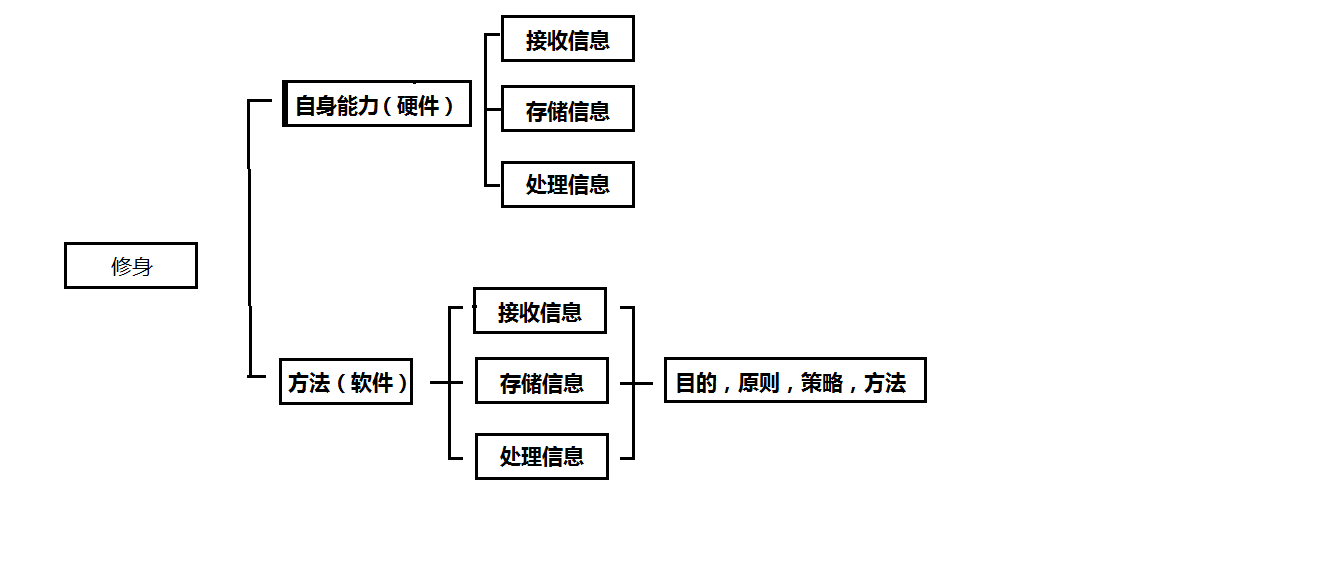 修身
自身能力（硬件）
接收信息
存储信息
处理信息
方法（软件）
接收信息
存储信息
处理信息
目的，原则，策略，方法